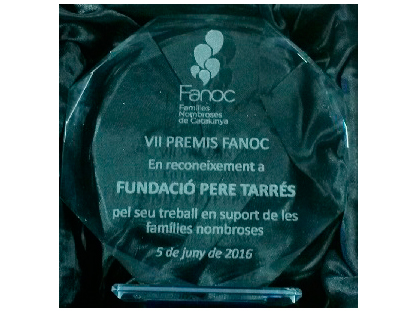 Fanoc
Famílies
Nombroses
de Catalunya
VII PREMIS FANOC
En reconeixement a
FUNDACIÓ PERE TARRÉS
pel seu treball en suport de les
famílies nombroses
5 de juny de 2016